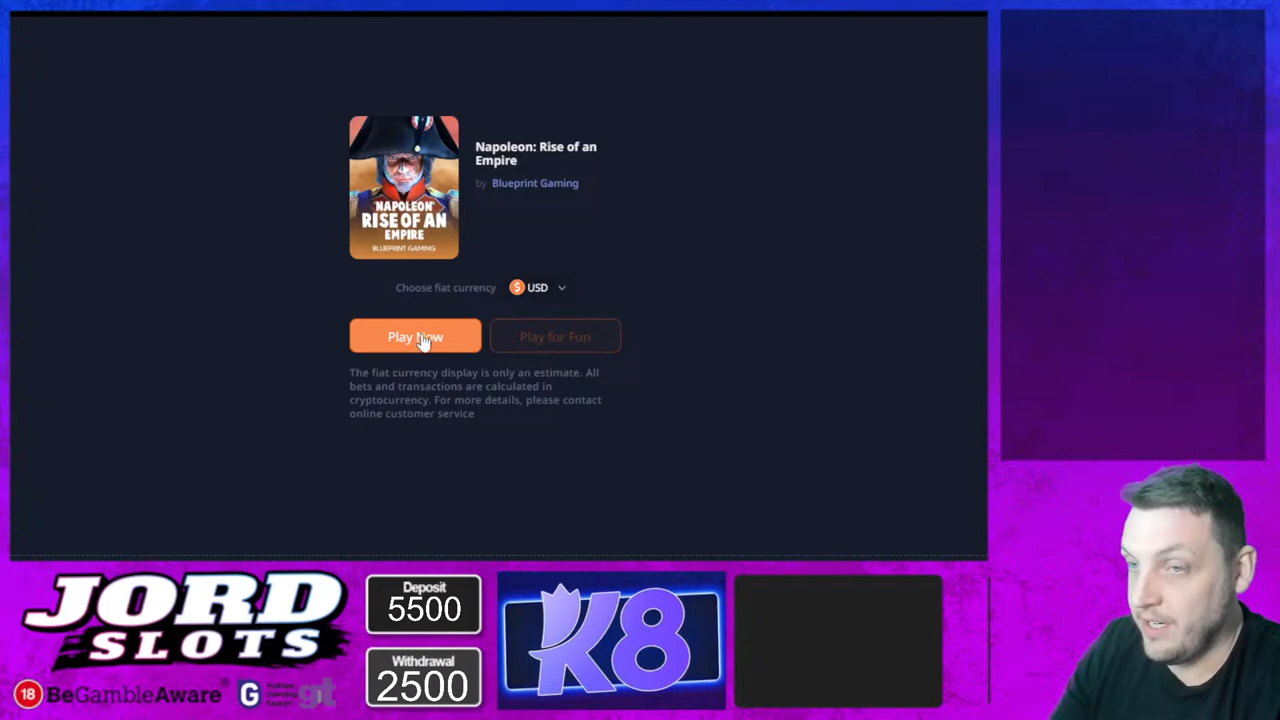 NAPOLEON
RISE OF AN
EMPIRE
BLUEPRINT GAMING
Napoleon: Rise of an
Empire
by Blueprint Gaming
Choose fiat currency $ USD
Play Now
Play for Fun
The fiat currency display is only an estimate. All
bets and transactions are calculated in
cryptocurrency. For more details, please contact
online customer service
JORD
SLOTS
18 BeGambleAware
G
Deposit
5500
Withdrawal
2500
K8